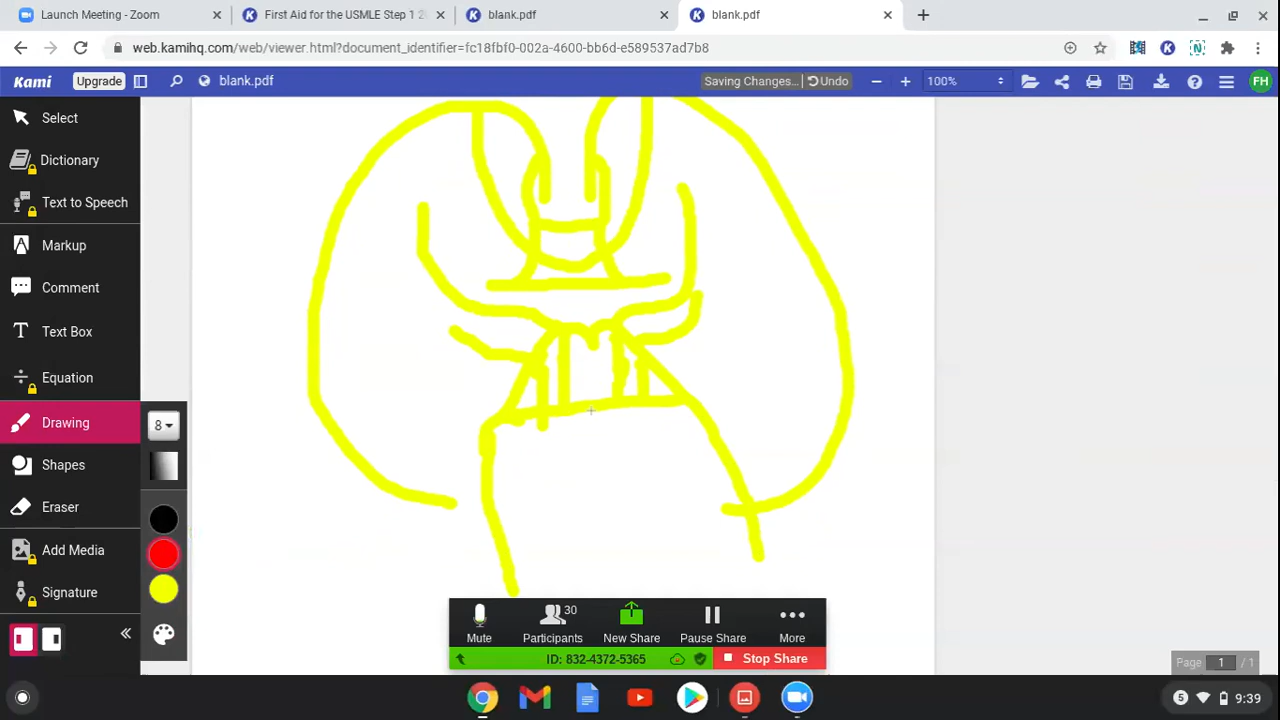 Launch Meeting - Zoom
First Aid for the USMLE Step 1 2
blank.pdf
blank.pdf
web.kamihq.com/web/viewer.html?document_identifier=fc18fbf0-002a-4600-bb6d-e589537ad7b8
Kami Upgrade blank.pdf Saving Changes... Undo 100% FH
Select
Dictionary
Text to Speech
Markup
Comment
Text Box
Equation
Drawing
8
Shapes
Eraser
Add Media
Signature
30
Mute Participants New Share Pause Share More
ID: 832-4372-5365 Stop Share
Page 1 / 1
5 9:39